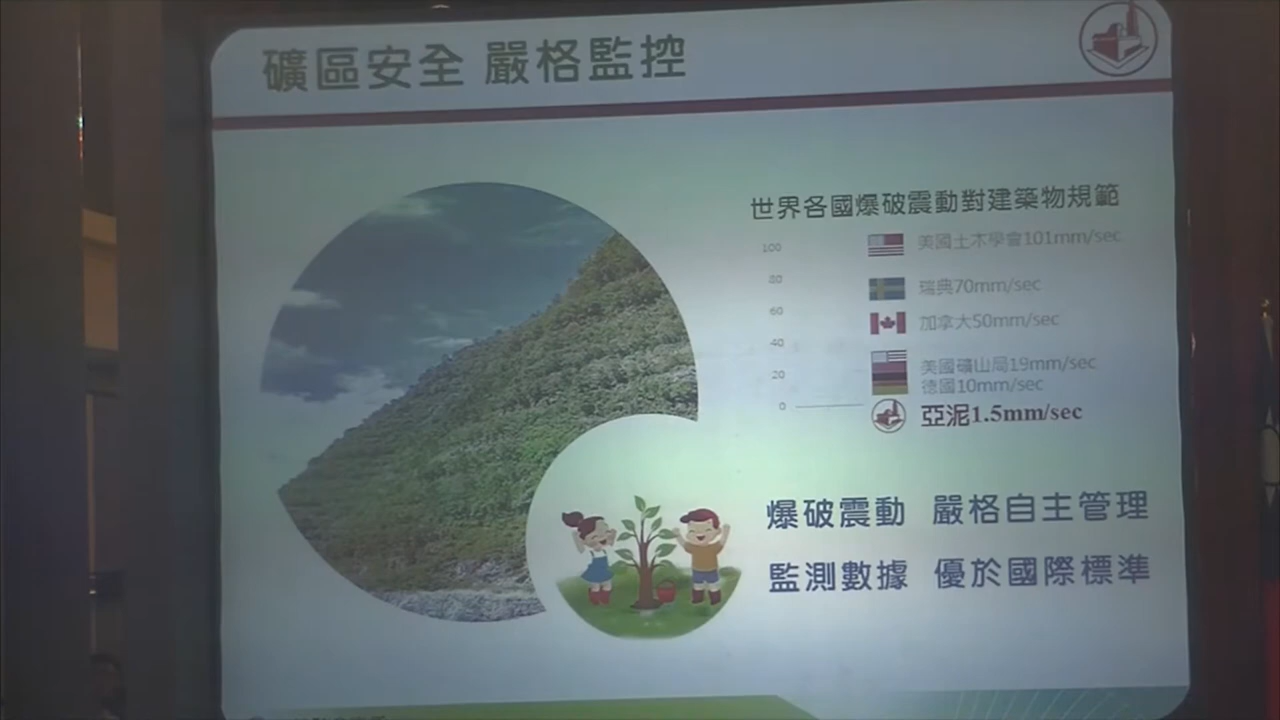 礦區安全 嚴格監控
世界各國爆破震動對建築物規範
100
80
60
40
20
0
美國土木學會101mm/sec
瑞典70mm/sec
加拿大50mm/sec
美國礦山局19mm/sec
德國10mm/sec
亞泥1.5mm/sec
爆破震動 嚴格自主管理
監測數據 優於國際標準